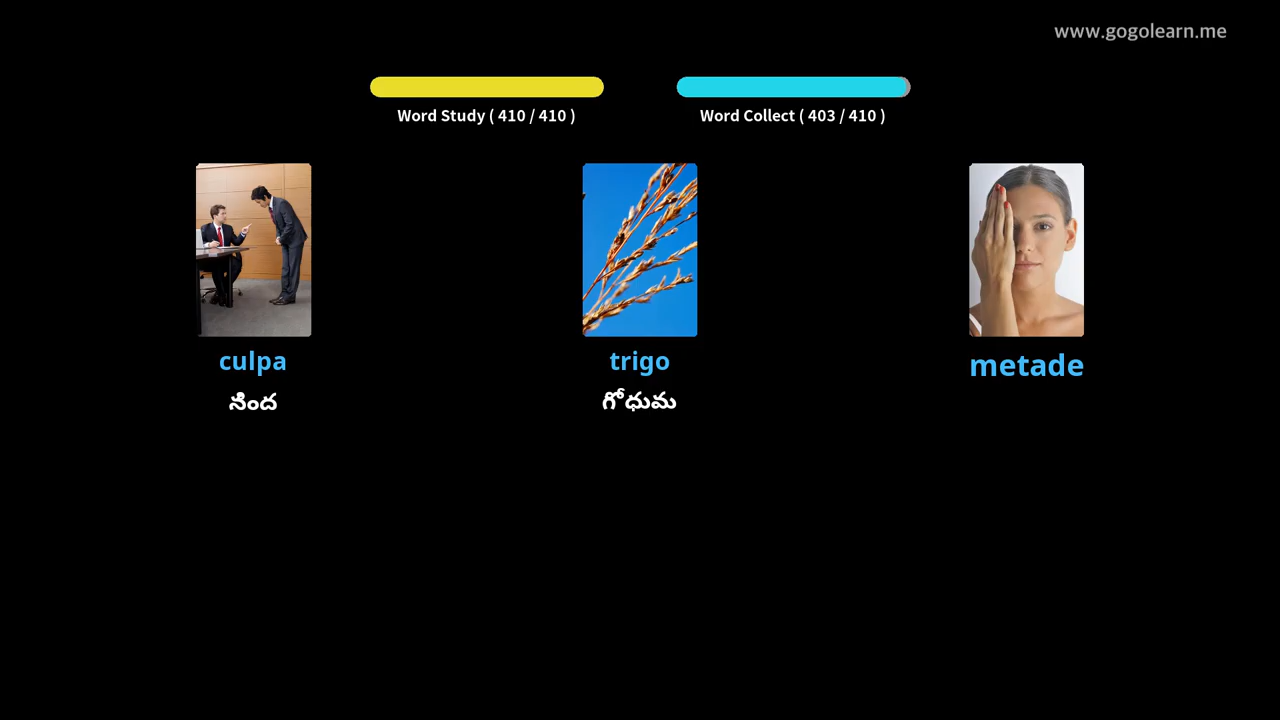 www.gogolearn.me
Word Study ( 410 / 410 )
Word Collect ( 403 / 410 )
culpa
trigo
metade
నింద
గోధుమ